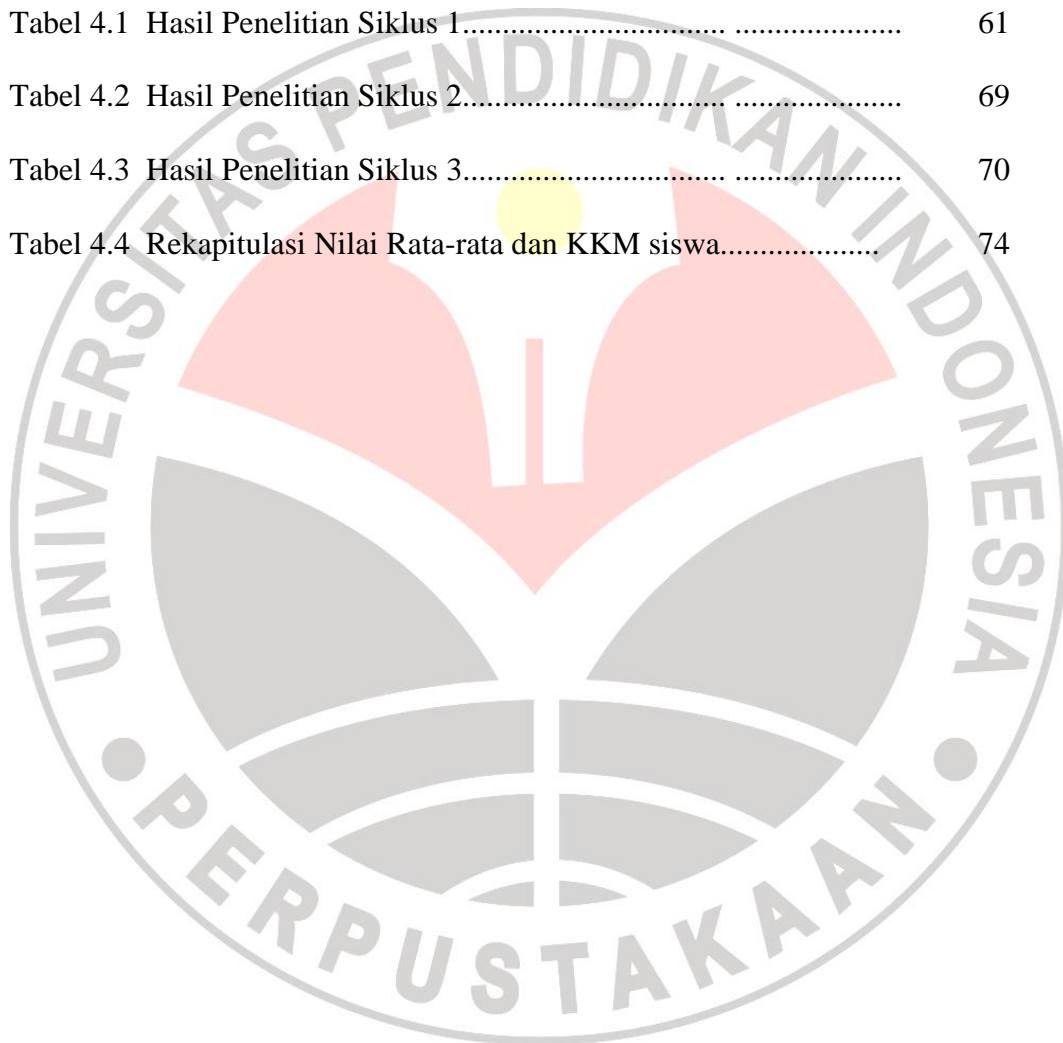 Tabel 4.1 Hasil Penelitian Siklus 1................................. ..................... 61
Tabel 4.2 Hasil Penelitian Siklus 2................................. ..................... 69
Tabel 4.3 Hasil Penelitian Siklus 3................................. ..................... 70
Tabel 4.4 Rekapitulasi Nilai Rata-rata dan KKM siswa.................... 74
UNIVERSITAS PENDIDIKAN INDONESIA
PERPUSTAKAAN